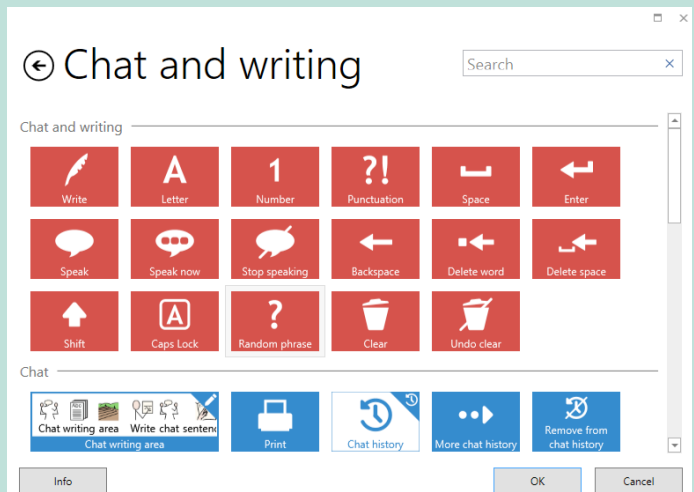 Chat and writing
Search
Chat and writing
Write
Letter
Number
Punctuation
Space
Enter
Speak
Speak now
Stop speaking
Backspace
Delete word
Delete space
Shift
Caps Lock
Random phrase
Clear
Undo clear
Chat
Chat writing area
Write chat sentenc
Chat writing area
Print
Chat history
More chat history
Remove from
chat history
Info
OK
Cancel